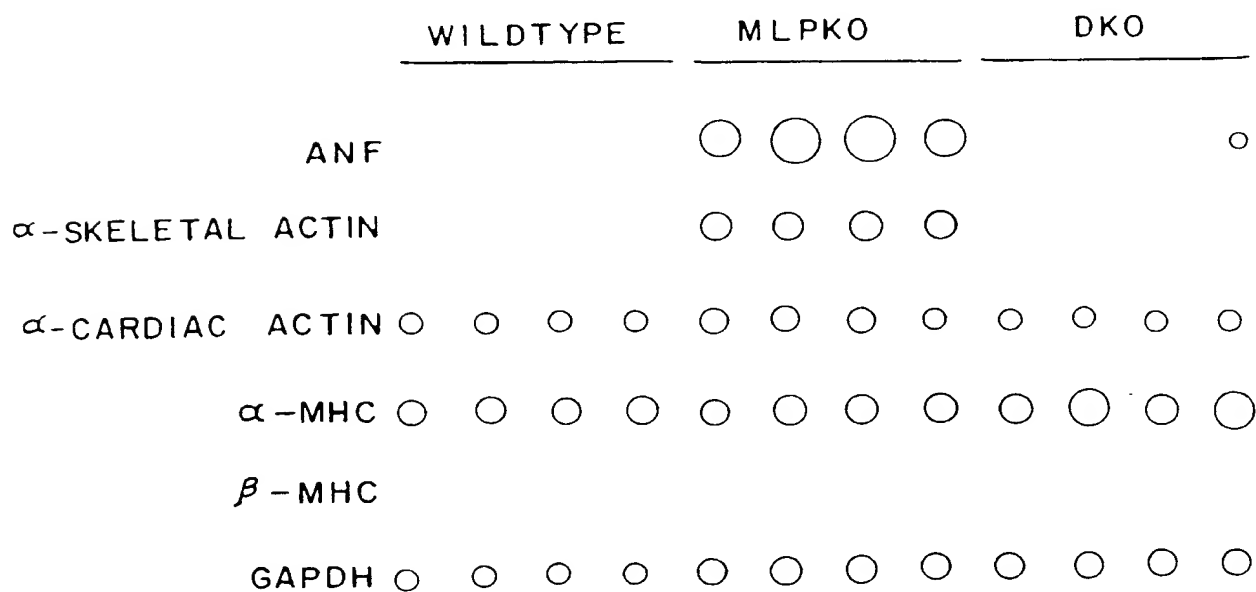 WILDTYPE MLPKO DKO
ANF
α-SKELETAL ACTIN
α-CARDIAC ACTIN
α-MHC
β-MHC
GAPDH